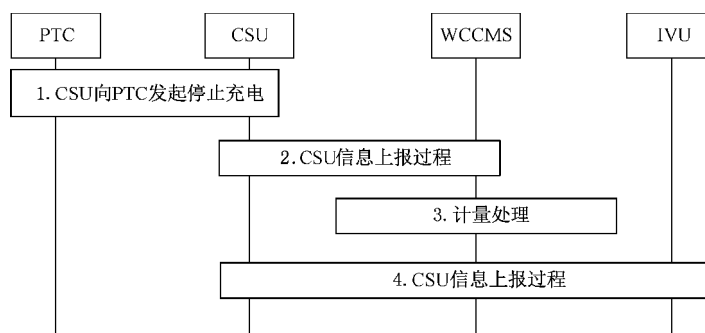 PTC
CSU
WCCMS
IVU
1.CSU向PTC发起停止充电
2.CSU信息上报过程
3.计量处理
4.CSU信息上报过程